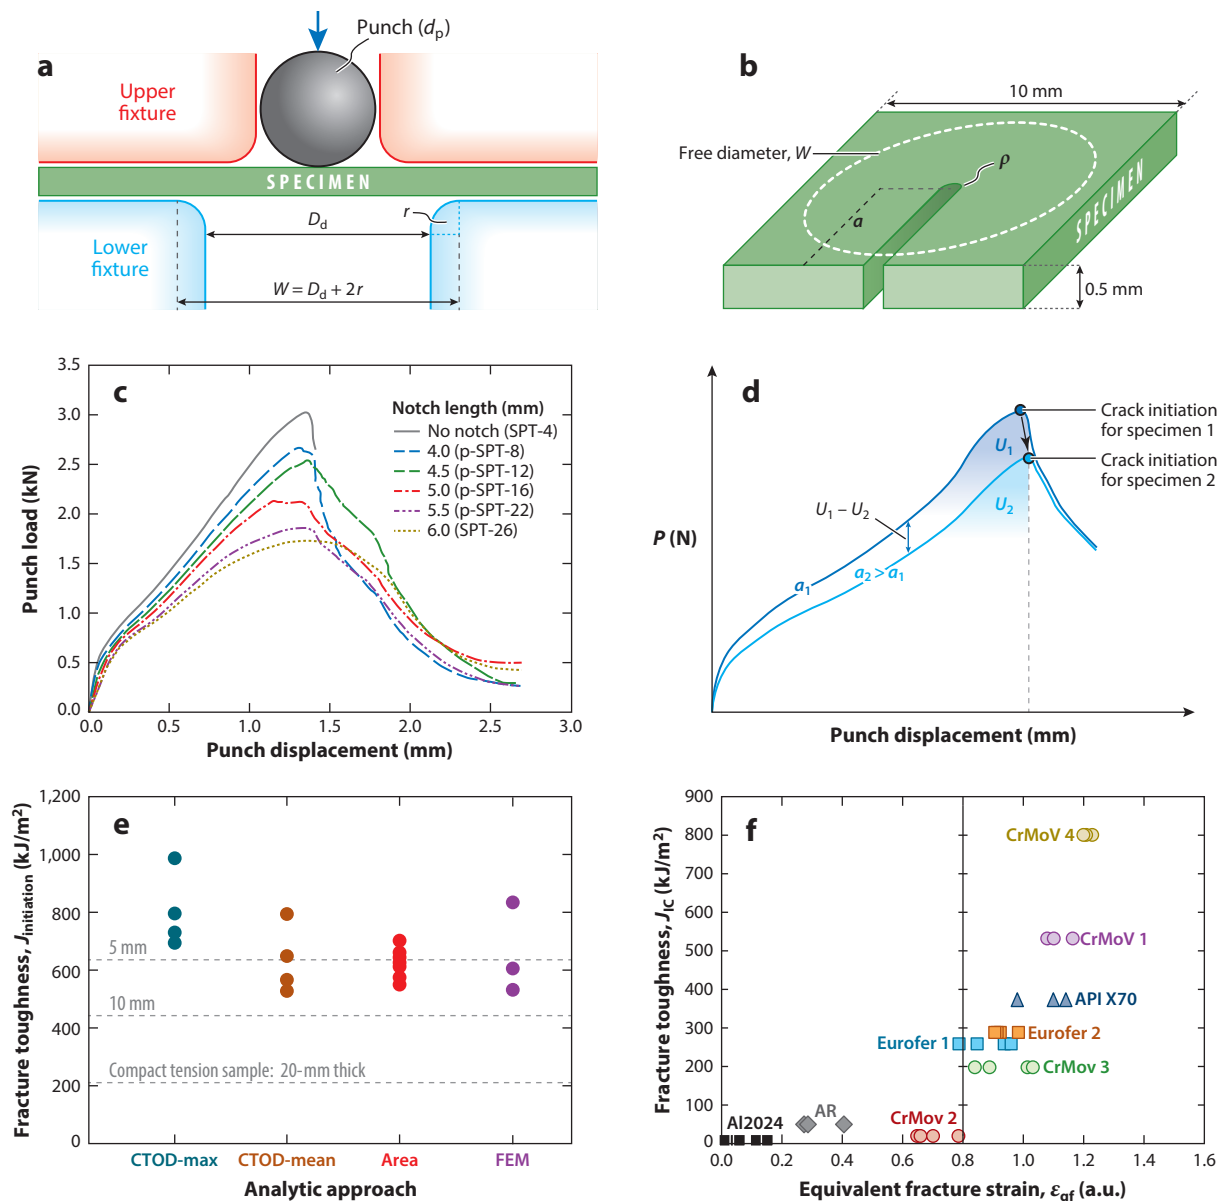 a
Punch (dp)
Upper
fixture
SPECIMEN
r
Dd
Lower
fixture
W = Dd + 2r
b
10 mm
Free diameter, W
ρ
a
SPECIMEN
0.5 mm
c
Punch load (kN)
3.5
3.0
2.5
2.0
1.5
1.0
0.5
0.0
0.0 0.5 1.0 1.5 2.0 2.5 3.0
Punch displacement (mm)
Notch length (mm)
No notch (SPT-4)
4.0 (p-SPT-8)
4.5 (p-SPT-12)
5.0 (p-SPT-16)
5.5 (p-SPT-22)
6.0 (SPT-26)
d
P (N)
Crack initiation
for specimen 1
Crack initiation
for specimen 2
U1
U2
U1 – U2
a1
a2 > a1
Punch displacement (mm)
e
Fracture toughness, Jinitiation (kJ/m²)
1,200
1,000
800
600
400
200
0
5 mm
10 mm
Compact tension sample: 20-mm thick
CTOD-max CTOD-mean Area FEM
Analytic approach
f
Fracture toughness, JIC (kJ/m²)
900
800
700
600
500
400
300
200
100
0
CrMoV 4
CrMoV 1
API X70
Eurofer 2
Eurofer 1
CrMov 3
AR
CrMov 2
Al2024
0.0 0.2 0.4 0.6 0.8 1.0 1.2 1.4
Equivalent fracture strain, εqf (a.u.)